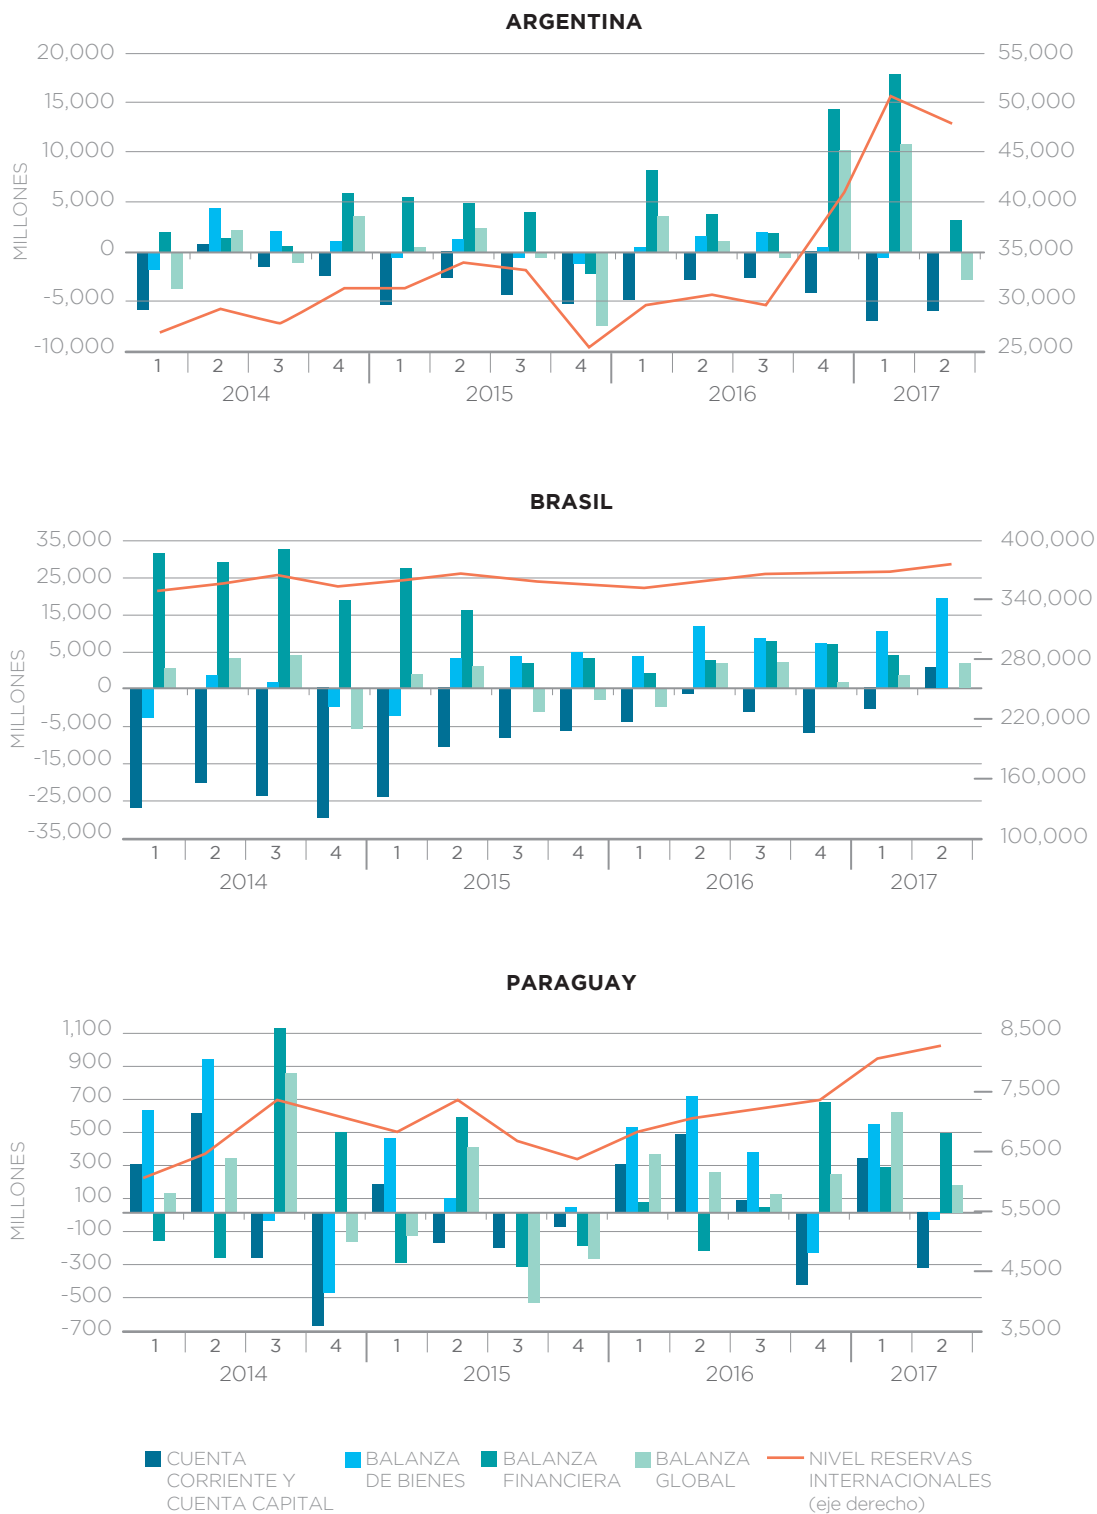 ARGENTINA
20,000 55,000
15,000 50,000
10,000 45,000
5,000 40,000
0 35,000
-5,000 30,000
-10,000 25,000
MILLONES
1 2 3 4 1 2 3 4 1 2 3 4 1 2
2014 2015 2016 2017
BRASIL
35,000 400,000
25,000
340,000
15,000
5,000 280,000
0
-5,000 220,000
-15,000
160,000
-25,000
-35,000 100,000
MILLONES
1 2 3 4 1 2 3 4 1 2 3 4 1 2
2014 2015 2016 2017
PARAGUAY
1,100 8,500
900
700 7,500
500
300 6,500
100
5,500
-100
-300 4,500
-500
-700 3,500
MILLONES
1 2 3 4 1 2 3 4 1 2 3 4 1 2
2014 2015 2016 2017
CUENTA
CORRIENTE Y
CUENTA CAPITAL
BALANZA
DE BIENES
BALANZA
FINANCIERA
BALANZA
GLOBAL
NIVEL RESERVAS
INTERNACIONALES
(eje derecho)